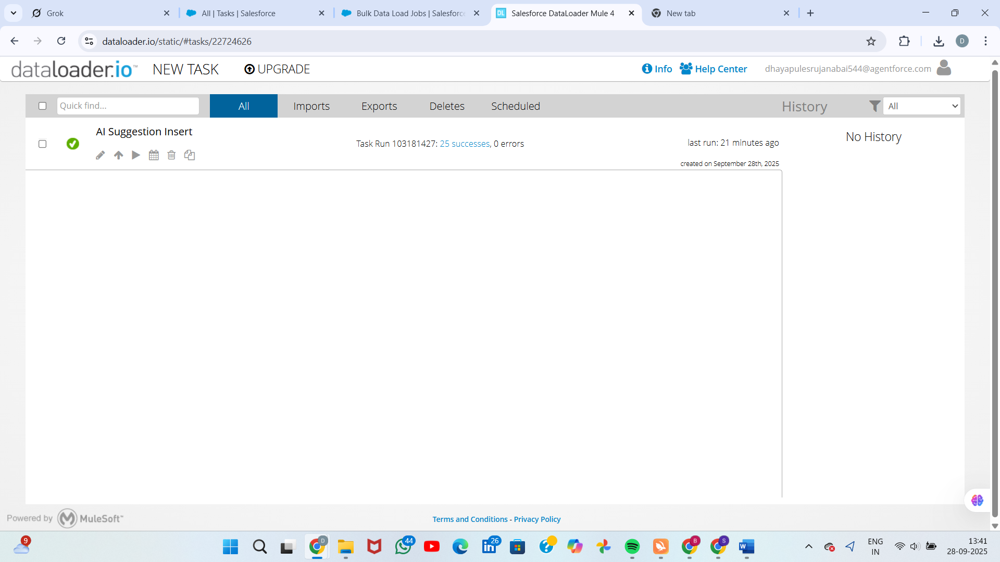 Grok
All | Tasks | Salesforce
Bulk Data Load Jobs | Salesforce
Salesforce DataLoader Mule 4
New tab
dataloader.io/static/#tasks/22724626
D
dataloader.io™ NEW TASK UPGRADE
Info Help Center dhayapulesrujanabai544@agentforce.com
Quick find...
All Imports Exports Deletes Scheduled
History All
AI Suggestion Insert
Task Run 103181427: 25 successes, 0 errors
last run: 21 minutes ago
created on September 28th, 2025
No History
Powered by MuleSoft™
Terms and Conditions - Privacy Policy
9
D
44
26
B
S
W
ENG
IN
13:41
28-09-2025